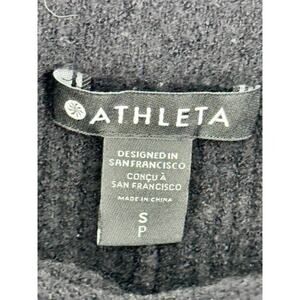 ATHLETA
DESIGNED IN
SAN FRANCISCO
CONÇU À
SAN FRANCISCO
MADE IN CHINA
S
P